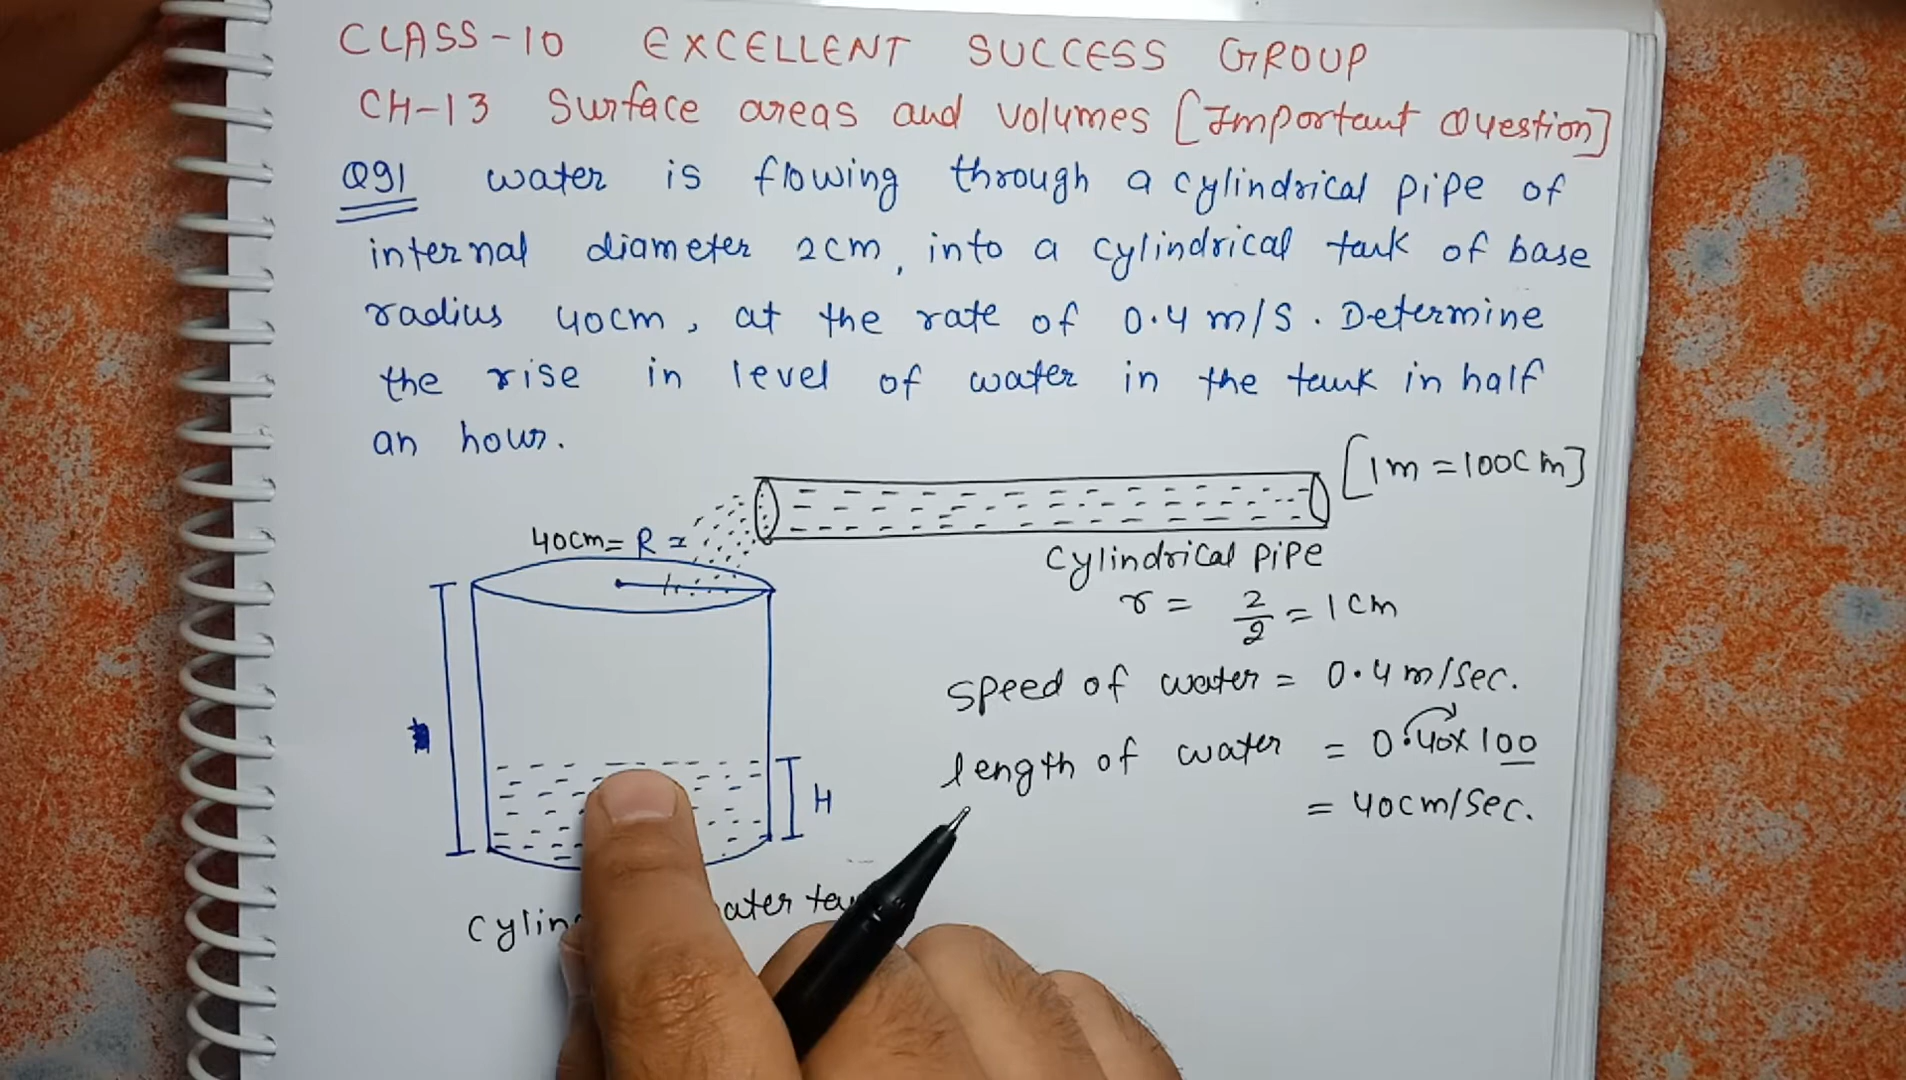 CLASS-10 EXCELLENT SUCCESS GROUP
CH-13 Surface areas and volumes [Important Question]
Q91 water is flowing through a cylindrical pipe of
internal diameter 2cm, into a cylindrical tank of base
radius 40cm, at the rate of 0.4 m/s. Determine
the rise in level of water in the tank in half
an hour.
[1m = 100cm]
40cm = R =
cylindrical pipe
r = 2/2 = 1cm
speed of water = 0.4 m/sec.
length of water = 0.40x100
= 40cm/sec.
H